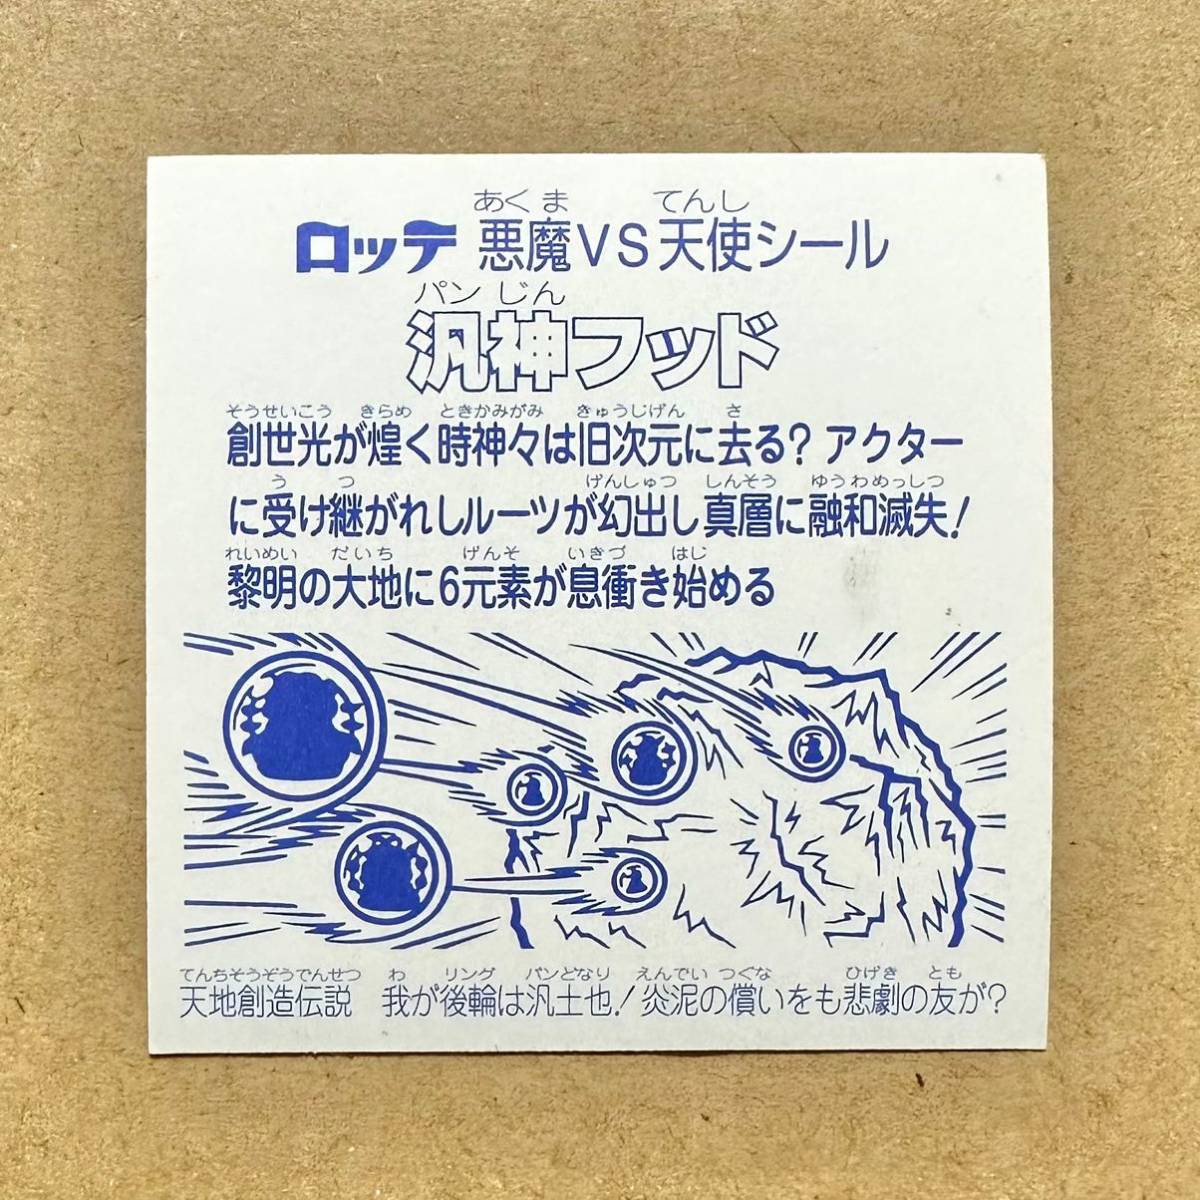 あくま てんし
ロッテ 悪魔VS天使シール
パンじん
汎神フッド
そうせいこう きらめ ときかみがみ きゅうじげん さ
創世光が煌く時神々は旧次元に去る？アクター
う つ げんしゅつ しんそう ゆうわめっしつ
に受け継がれしルーツが幻出し真層に融和滅失！
れいめい だいち げんそ いきづ はじ
黎明の大地に6元素が息衝き始める
てんちそうぞうでんせつ わ リング パンどなり えんでい つぐな ひげき とも
天地創造伝説 我が後輪は汎土也！炎泥の償いをも悲劇の友が？